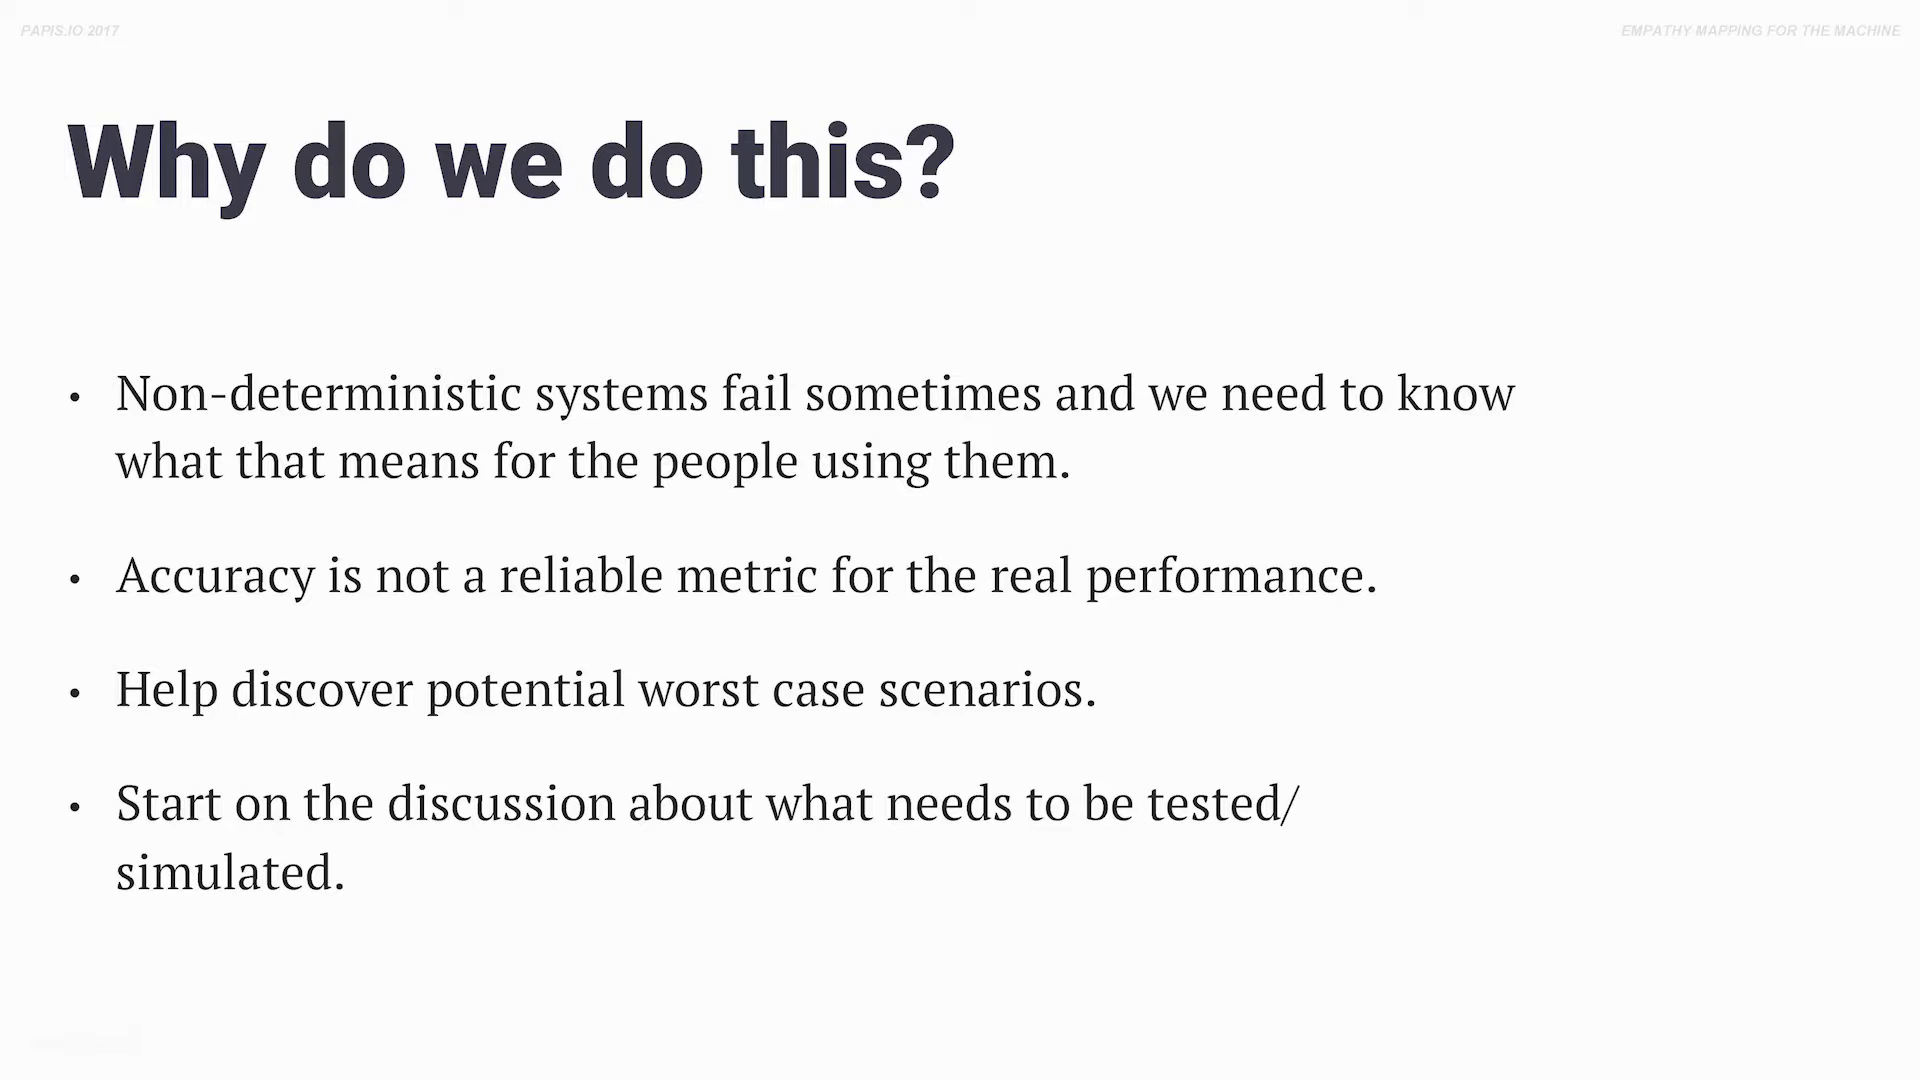 PAPIS.IO 2017
EMPATHY MAPPING FOR THE MACHINE
Why do we do this?
• Non-deterministic systems fail sometimes and we need to know
what that means for the people using them.
• Accuracy is not a reliable metric for the real performance.
• Help discover potential worst case scenarios.
• Start on the discussion about what needs to be tested/
simulated.